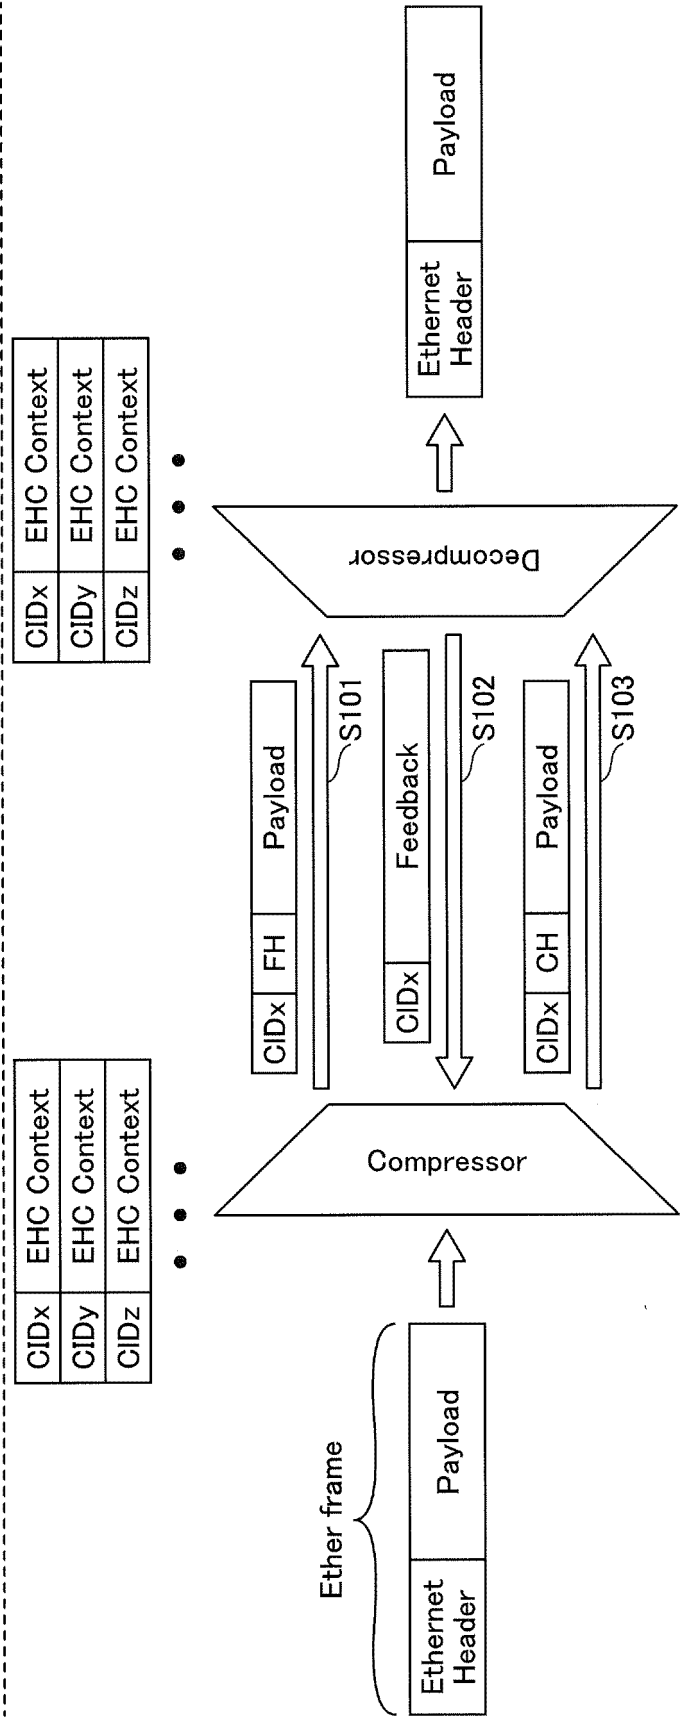 CIDx EHC Context
CIDy EHC Context
CIDz EHC Context
CIDx EHC Context
CIDy EHC Context
CIDz EHC Context
Ether frame
Ethernet Header
Payload
Compressor
CIDx FH Payload
S101
CIDx Feedback
S102
CIDx CH Payload
S103
Decompressor
Ethernet Header
Payload